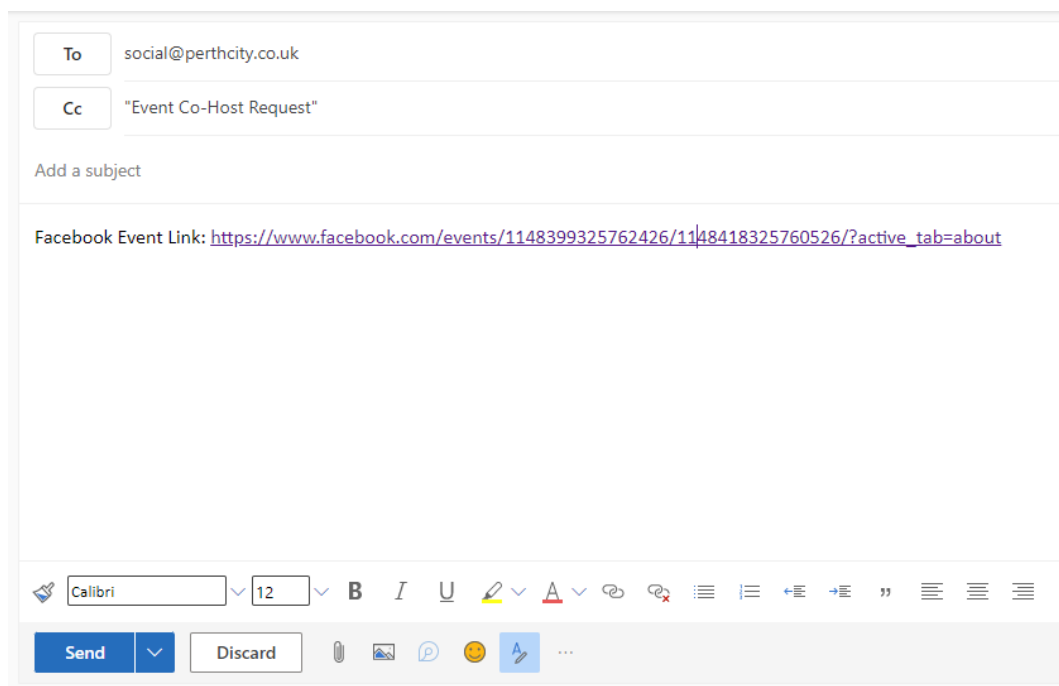 To social@perthcity.co.uk
Cc "Event Co-Host Request"
Add a subject
Facebook Event Link: https://www.facebook.com/events/1148399325762426/1148418325760526/?active_tab=about
Calibri 12 B I U A
Send Discard